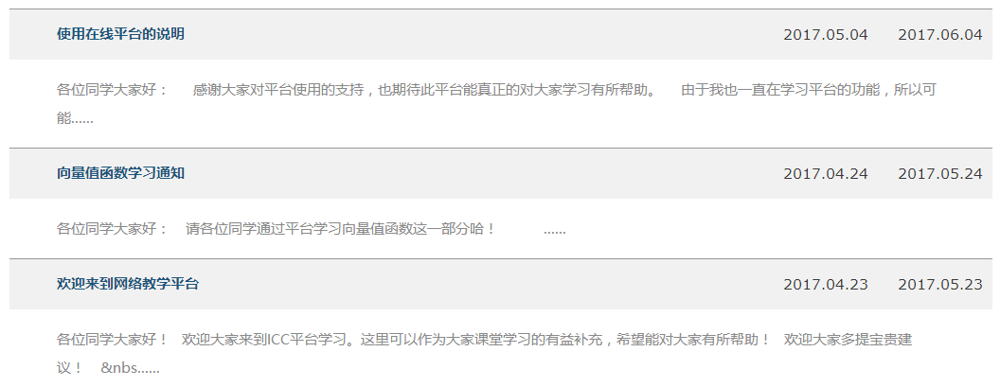 使用在线平台的说明 2017.05.04 2017.06.04
各位同学大家好： 感谢大家对平台使用的支持，也期待此平台能真正的对大家学习有所帮助。 由于我也一直在学习平台的功能，所以可
能......
向量值函数学习通知 2017.04.24 2017.05.24
各位同学大家好： 请各位同学通过平台学习向量值函数这一部分哈！ ......
欢迎来到网络教学平台 2017.04.23 2017.05.23
各位同学大家好！ 欢迎大家来到ICC平台学习。这里可以作为大家课堂学习的有益补充，希望能对大家有所帮助！ 欢迎大家多提宝贵建
议！ &nbs......